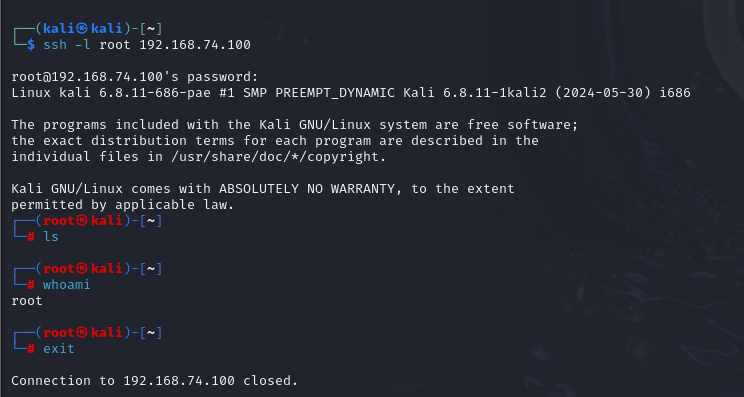 ┌──(kali㉿kali)-[~]
└─$ ssh -l root 192.168.74.100
root@192.168.74.100's password:
Linux kali 6.8.11-686-pae #1 SMP PREEMPT_DYNAMIC Kali 6.8.11-1kali2 (2024-05-30) i686
The programs included with the Kali GNU/Linux system are free software;
the exact distribution terms for each program are described in the
individual files in /usr/share/doc/*/copyright.
Kali GNU/Linux comes with ABSOLUTELY NO WARRANTY, to the extent
permitted by applicable law.
┌──(root㉿kali)-[~]
└─# ls
┌──(root㉿kali)-[~]
└─# whoami
root
┌──(root㉿kali)-[~]
└─# exit
Connection to 192.168.74.100 closed.